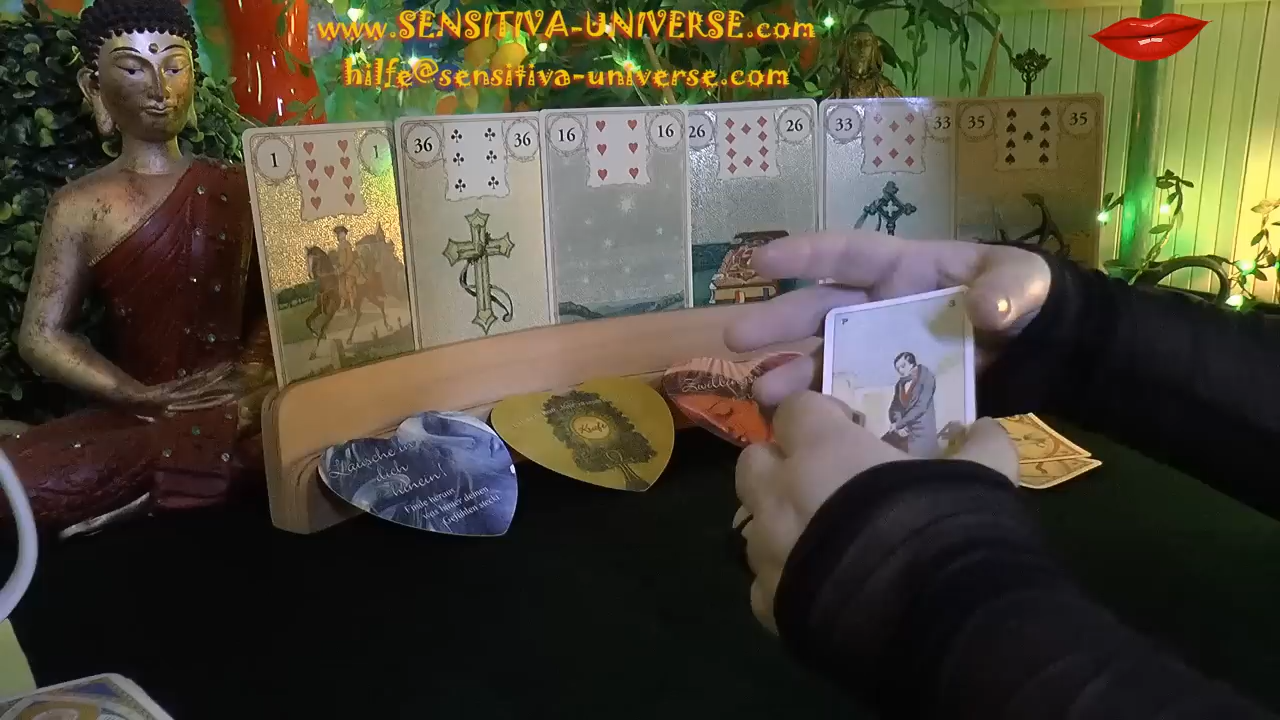 www.SENSITIVA-UNIVERSE.com
hilfe@sensitiva-universe.com
1 1
36 36
16 16
26 26
33 33
35 35
Lausche in
dich
hinein!
Finde heraus,
was hinter deinen
Gefühlen steckt
Kraft
Zwilling
P